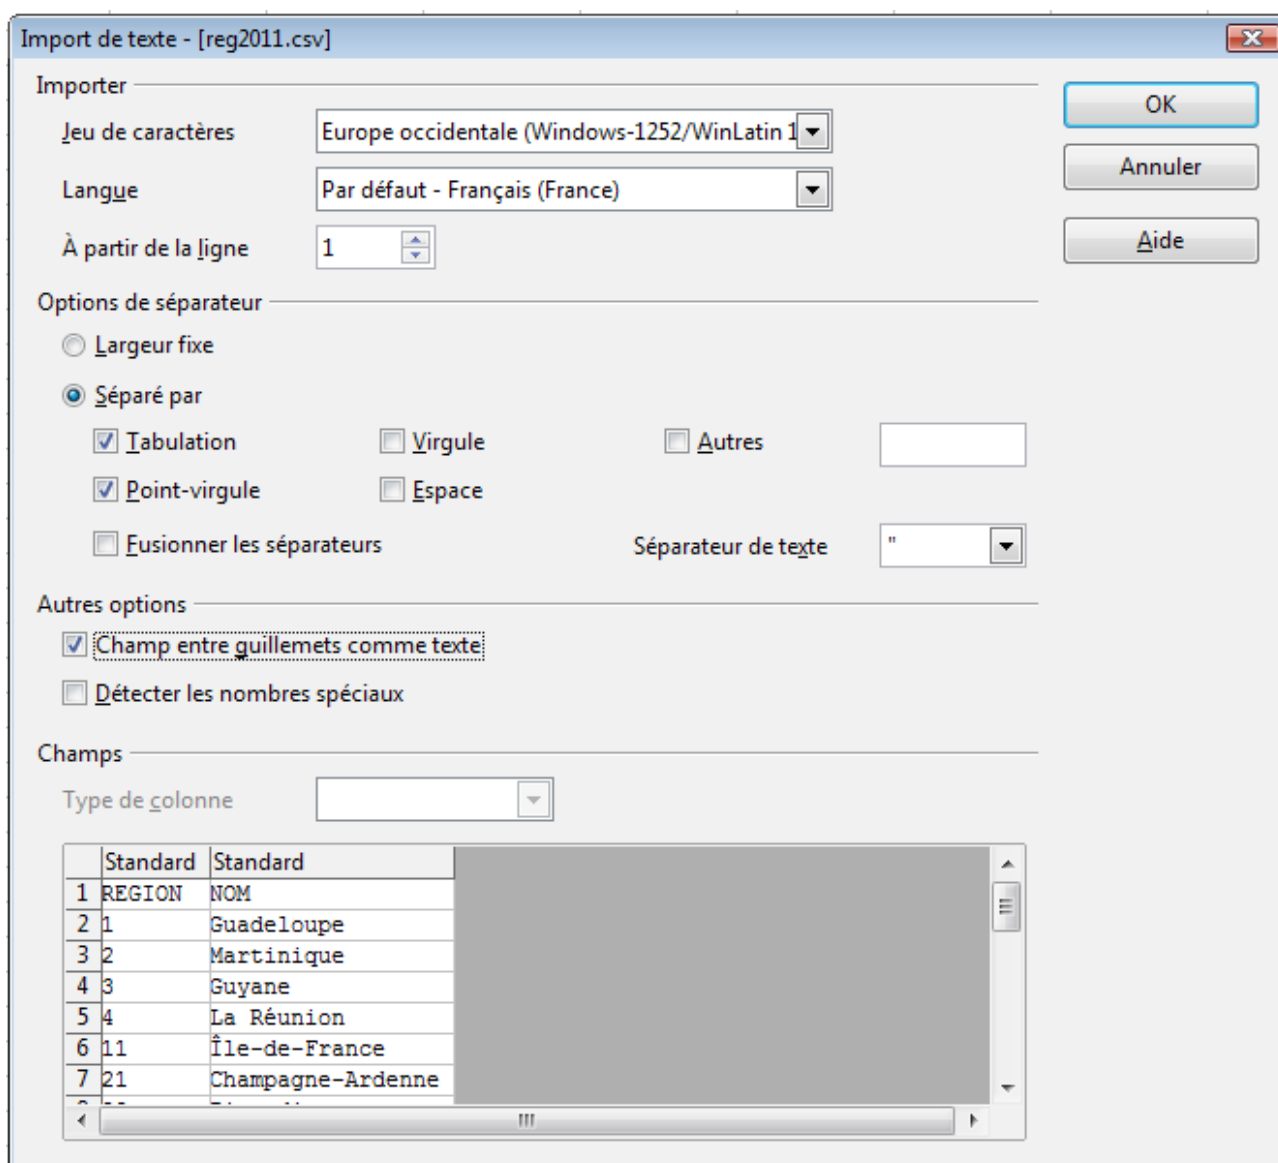 Import de texte - [reg2011.csv]
Importer
OK
Jeu de caractères Europe occidentale (Windows-1252/WinLatin 1
Annuler
Langue Par défaut - Français (France)
Aide
À partir de la ligne 1
Options de séparateur
Largeur fixe
Séparé par
Tabulation Virgule Autres
Point-virgule Espace
Fusionner les séparateurs Séparateur de texte "
Autres options
Champ entre guillemets comme texte
Détecter les nombres spéciaux
Champs
Type de colonne
Standard Standard
1 REGION NOM
2 1 Guadeloupe
3 2 Martinique
4 3 Guyane
5 4 La Réunion
6 11 Île-de-France
7 21 Champagne-Ardenne